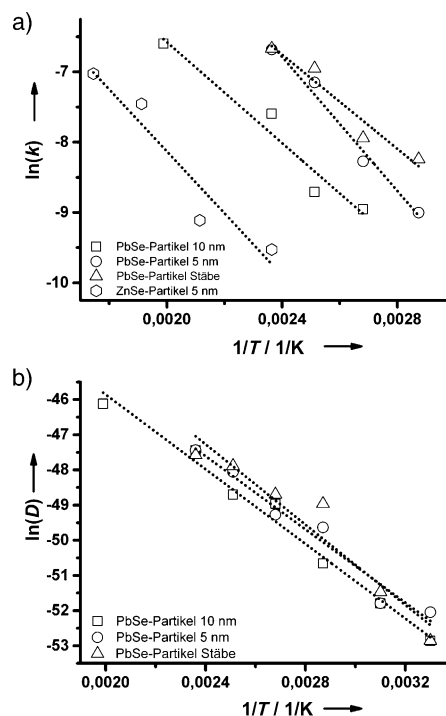 a)
-7
-8
-9
-10
ln(k)
PbSe-Partikel 10 nm
PbSe-Partikel 5 nm
PbSe-Partikel Stäbe
ZnSe-Partikel 5 nm
0,0020 0,0024 0,0028
1/T / 1/K
b)
-46
-47
-48
-49
-50
-51
-52
-53
ln(D)
PbSe-Partikel 10 nm
PbSe-Partikel 5 nm
PbSe-Partikel Stäbe
0,0020 0,0024 0,0028 0,0032
1/T / 1/K